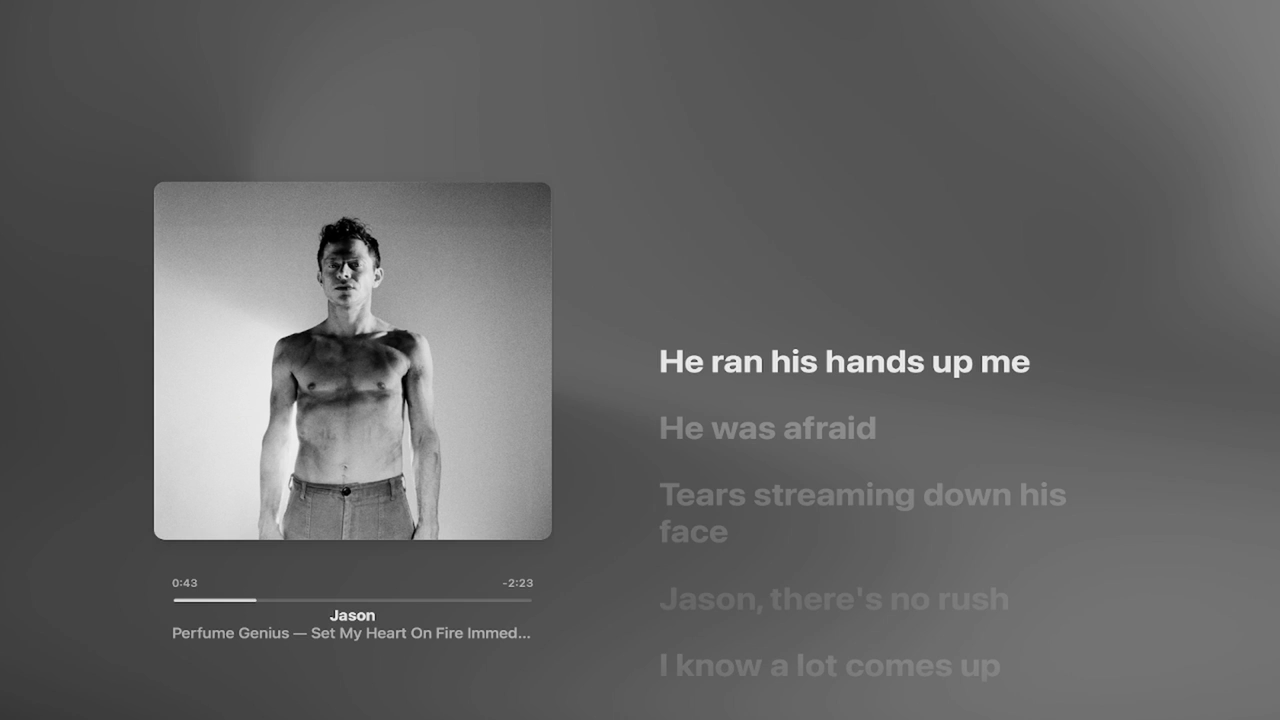 He ran his hands up me
He was afraid
Tears streaming down his
face
Jason, there's no rush
I know a lot comes up
0:43
-2:23
Jason
Perfume Genius — Set My Heart On Fire Immed...